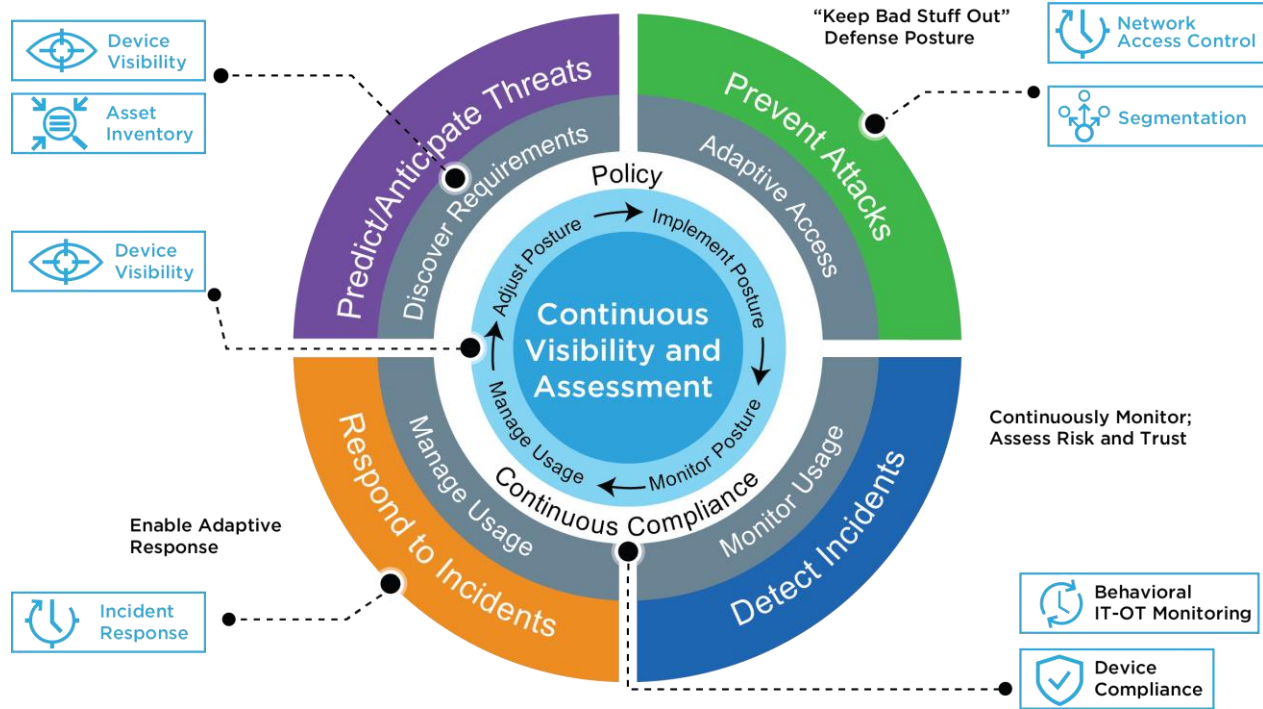 Device
Visibility
Asset
Inventory
Device
Visibility
Predict/Anticipate Threats
Discover Requirements
“Keep Bad Stuff Out”
Defense Posture
Network
Access Control
Segmentation
Prevent Attacks
Adaptive Access
Policy
Adjust Posture
Implement Posture
Monitor Posture
Manage Usage
Continuous
Visibility and
Assessment
Continuous Compliance
Manage Usage
Respond to Incidents
Monitor Usage
Detect Incidents
Continuously Monitor;
Assess Risk and Trust
Enable Adaptive
Response
Incident
Response
Behavioral
IT-OT Monitoring
Device
Compliance